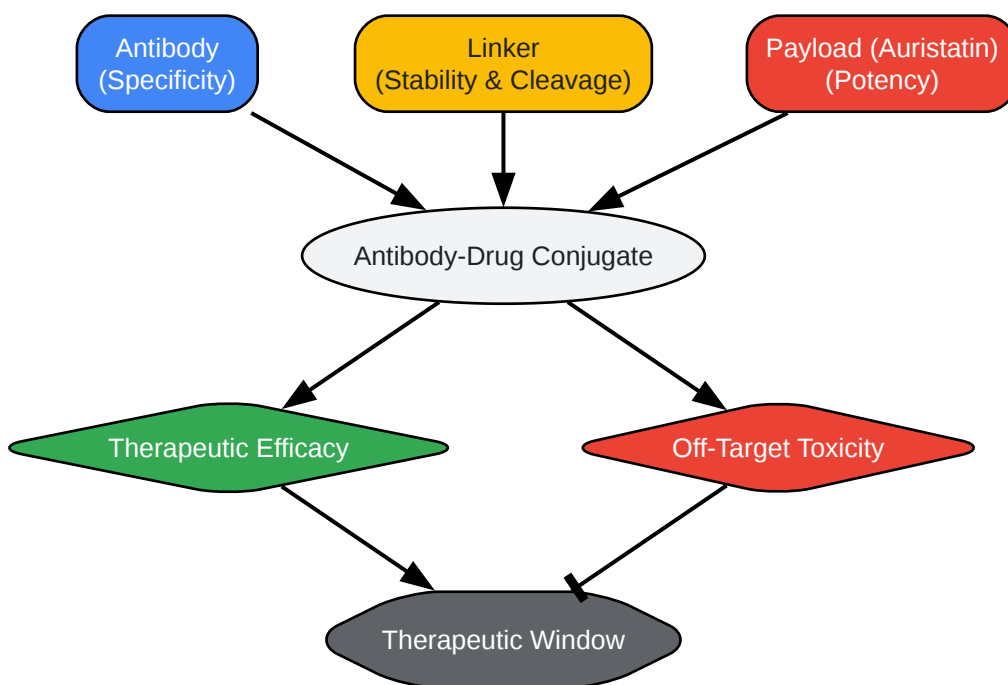 Antibody
(Specificity)
Linker
(Stability & Cleavage)
Payload (Auristatin)
(Potency)
Antibody-Drug Conjugate
Therapeutic Efficacy
Off-Target Toxicity
Therapeutic Window